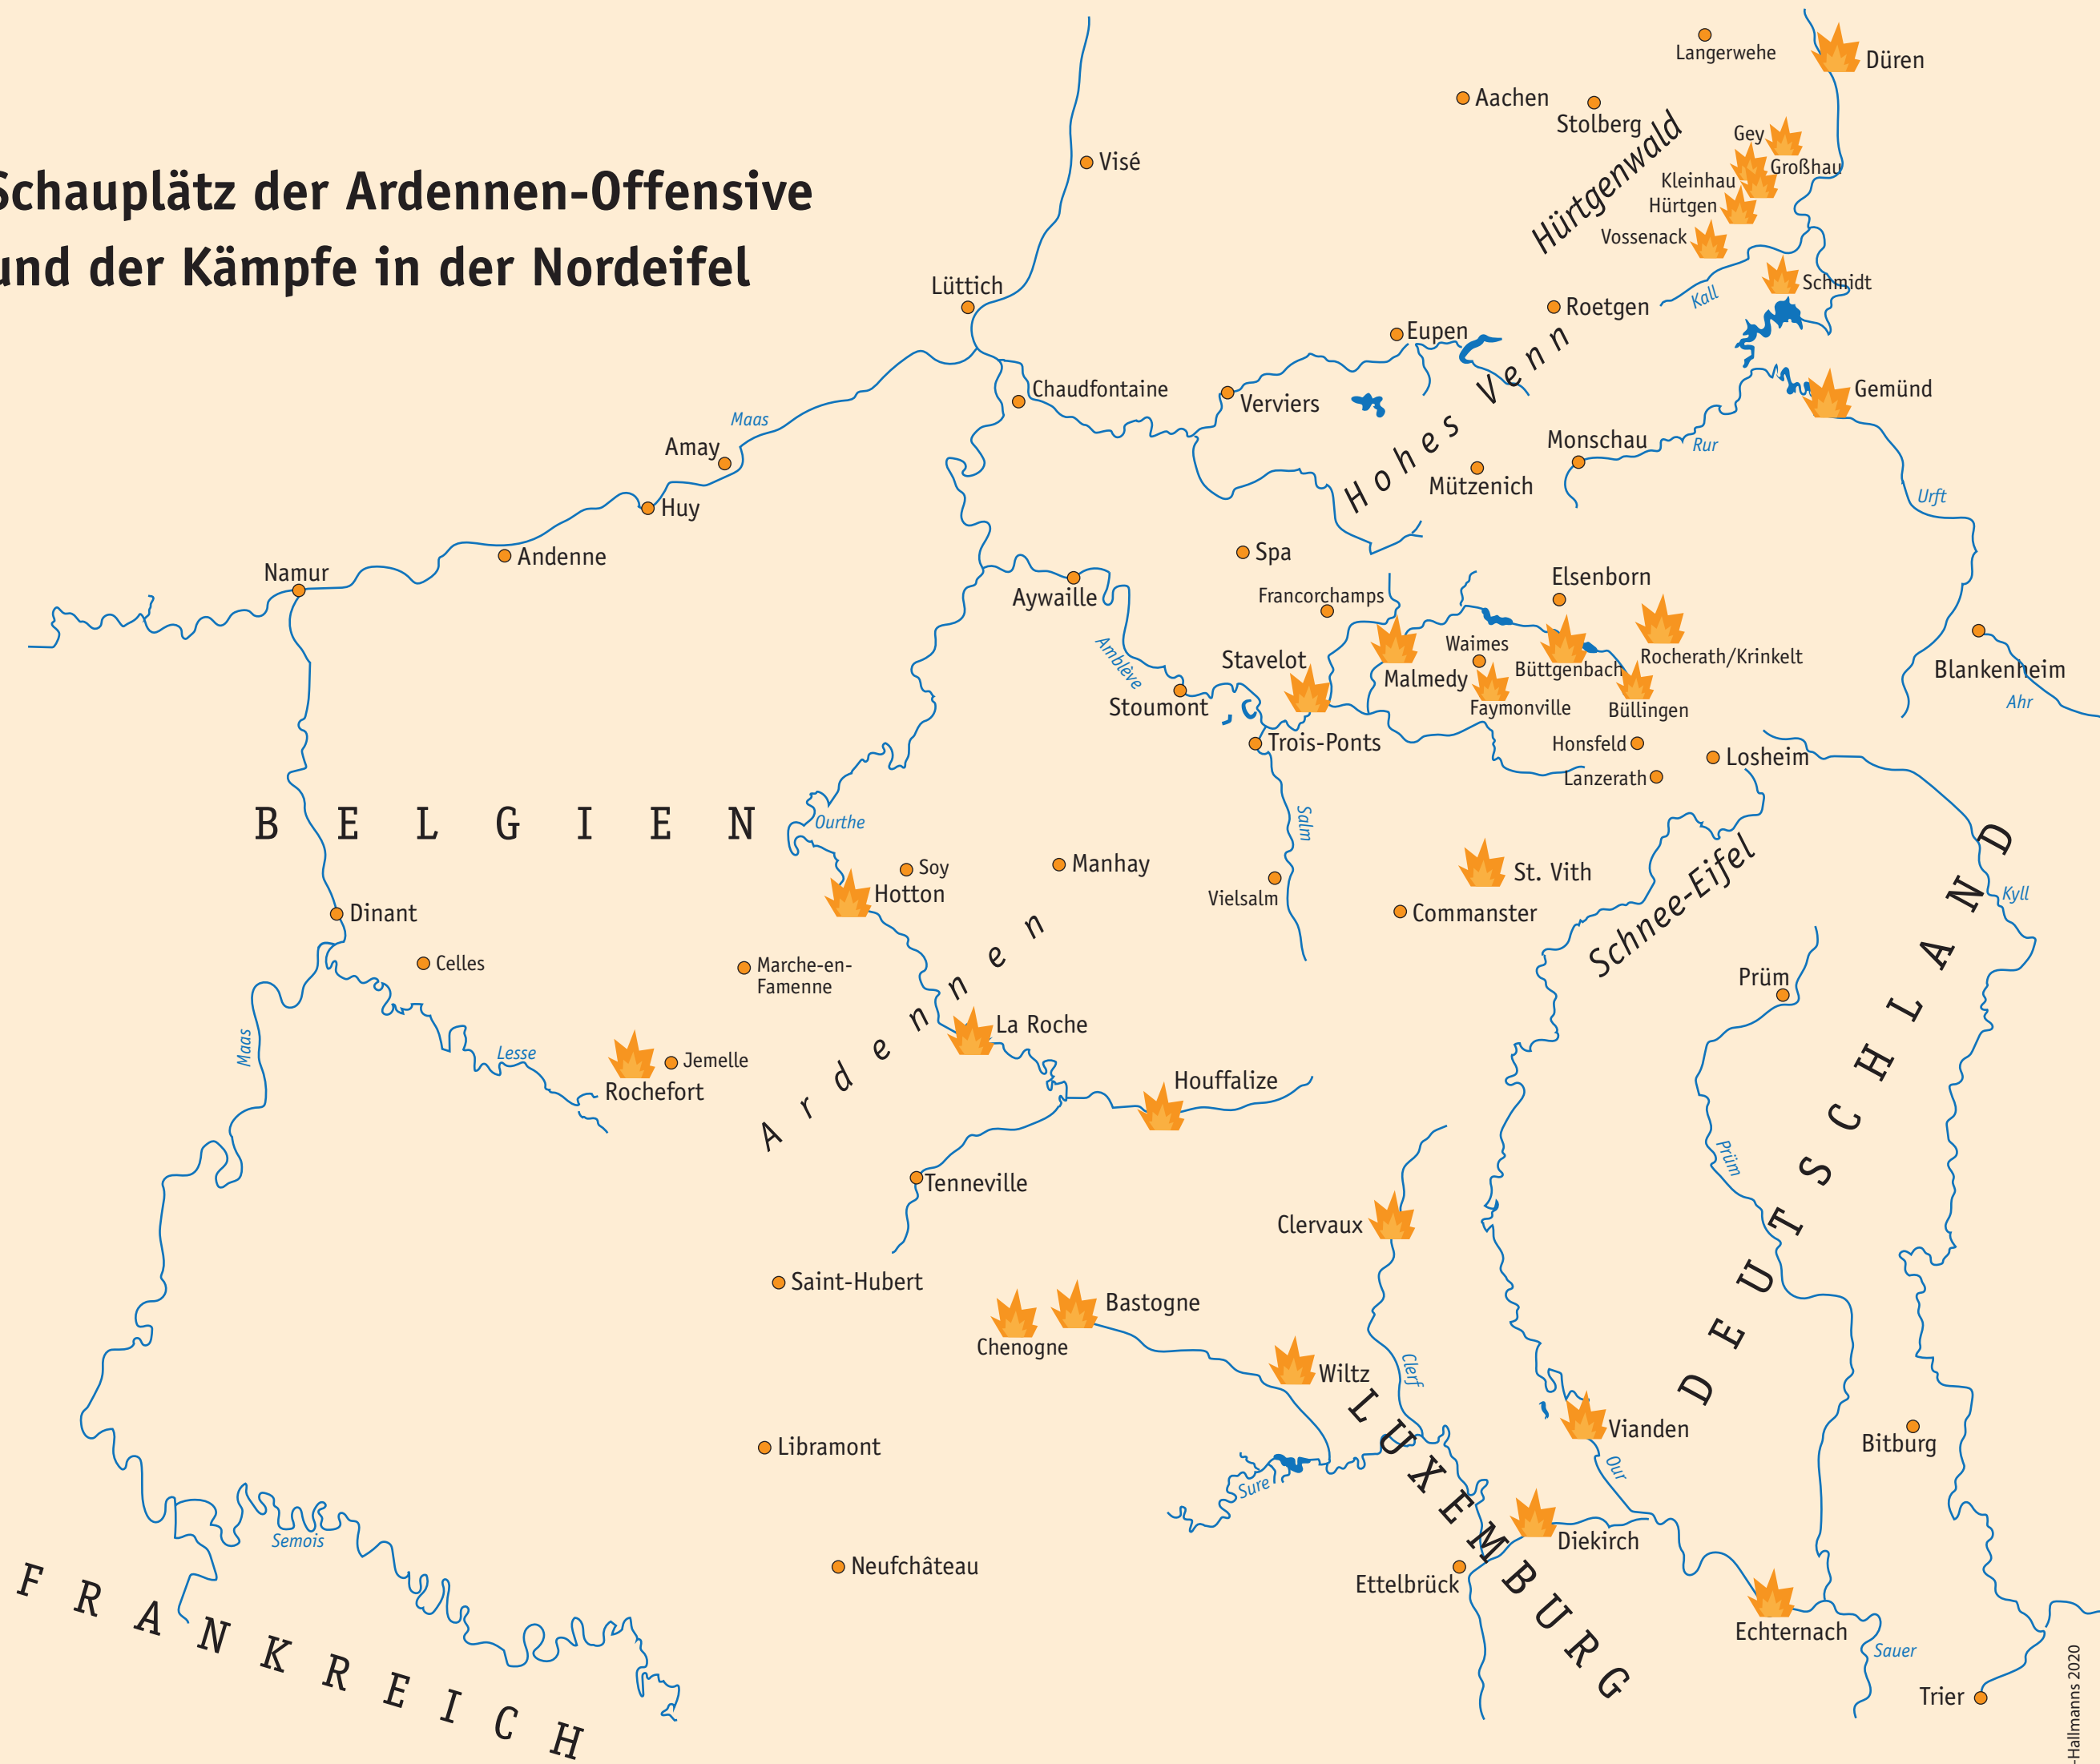 Schauplätz der Ardennen-Offensive
und der Kämpfe in der Nordeifel
Langerwehe
Düren
Aachen
Stolberg
Hürtgenwald
Gey
Großhau
Kleinhau
Hürtgen
Vossenack
Visé
Schmidt
Kall
Lüttich
Roetgen
Eupen
Hohes Venn
Chaudfontaine
Verviers
Gemünd
Maas
Amay
Monschau
Rur
Mützenich
Huy
Urft
Andenne
Spa
Namur
Aywaille
Francorchamps
Elsenborn
Amblève
Stavelot
Waimes
Malmedy
Büttgenbach
Rocherath/Krinkelt
Blankenheim
Ahr
Stoumont
Faymonville
Büllingen
Trois-Ponts
Honsfeld
Losheim
Lanzerath
BELGIEN
Ourthe
Salm
Soy
Manhay
Hotton
St. Vith
Schnee-Eifel
DEUTSCHLAND
Kyll
Vielsalm
Commanster
Dinant
Celles
Marche-en-
Famenne
Ardennen
Prüm
La Roche
Maas
Lesse
Jemelle
Rochefort
Houffalize
Prüm
Tenneville
Clervaux
Saint-Hubert
Bastogne
Chenogne
Wiltz
Clerf
LUXEMBURG
Vianden
Bitburg
Libramont
Our
Sure
Semois
Diekirch
Neufchâteau
Ettelbrück
FRANKREICH
Echternach
Sauer
Trier
-Hallmanns 2020